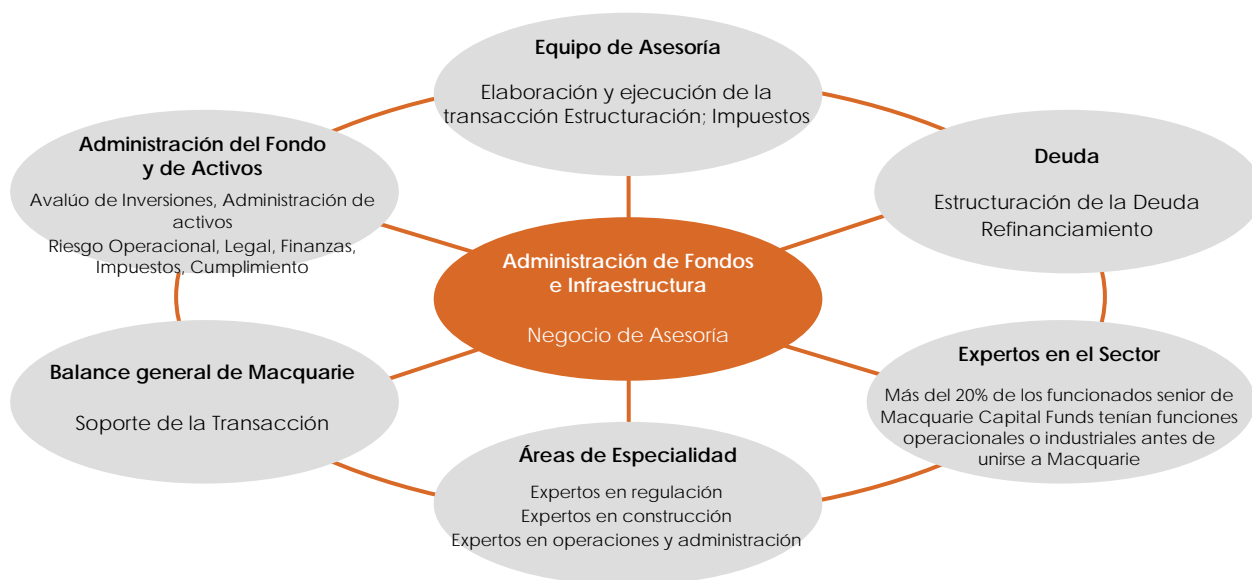 Equipo de Asesoría
Elaboración y ejecución de la
transacción Estructuración; Impuestos
Administración del Fondo
y de Activos
Avalúo de Inversiones, Administración de
activos
Riesgo Operacional, Legal, Finanzas,
Impuestos, Cumplimiento
Deuda
Estructuración de la Deuda
Refinanciamiento
Administración de Fondos
e Infraestructura
Negocio de Asesoría
Balance general de Macquarie
Soporte de la Transacción
Expertos en el Sector
Más del 20% de los funcionados senior de
Macquarie Capital Funds tenían funciones
operacionales o industriales antes de
unirse a Macquarie
Áreas de Especialidad
Expertos en regulación
Expertos en construcción
Expertos en operaciones y administración